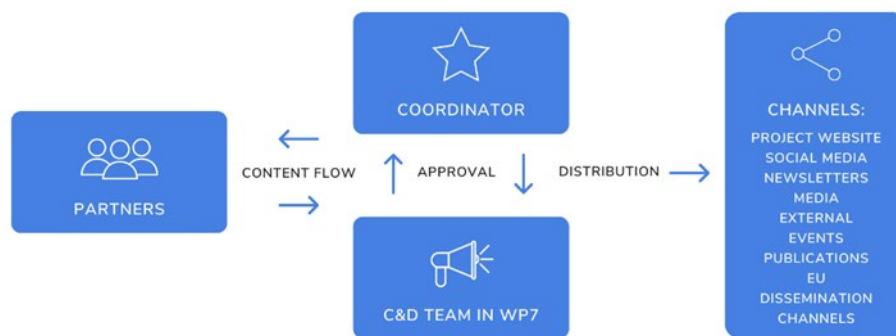 COORDINATOR
PARTNERS
CONTENT FLOW
APPROVAL
DISTRIBUTION
C&D TEAM IN WP7
CHANNELS:
PROJECT WEBSITE
SOCIAL MEDIA
NEWSLETTERS
MEDIA
EXTERNAL
EVENTS
PUBLICATIONS
EU
DISSEMINATION
CHANNELS